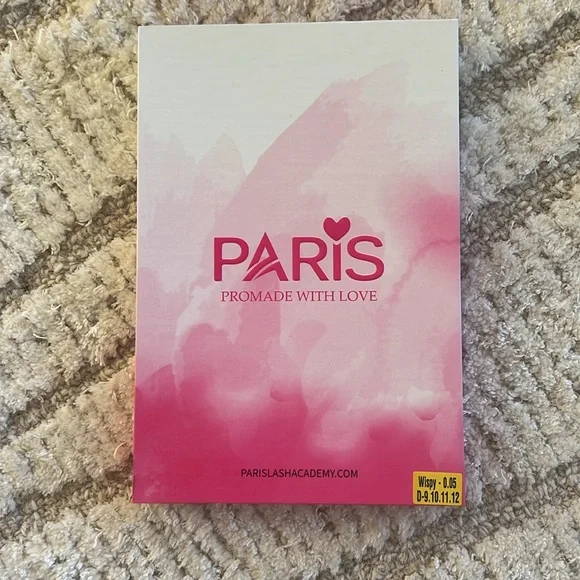 PARIS
PROMADE WITH LOVE
PARISLASHACADEMY.COM
Wispy - 0.05
D-9.10.11.12